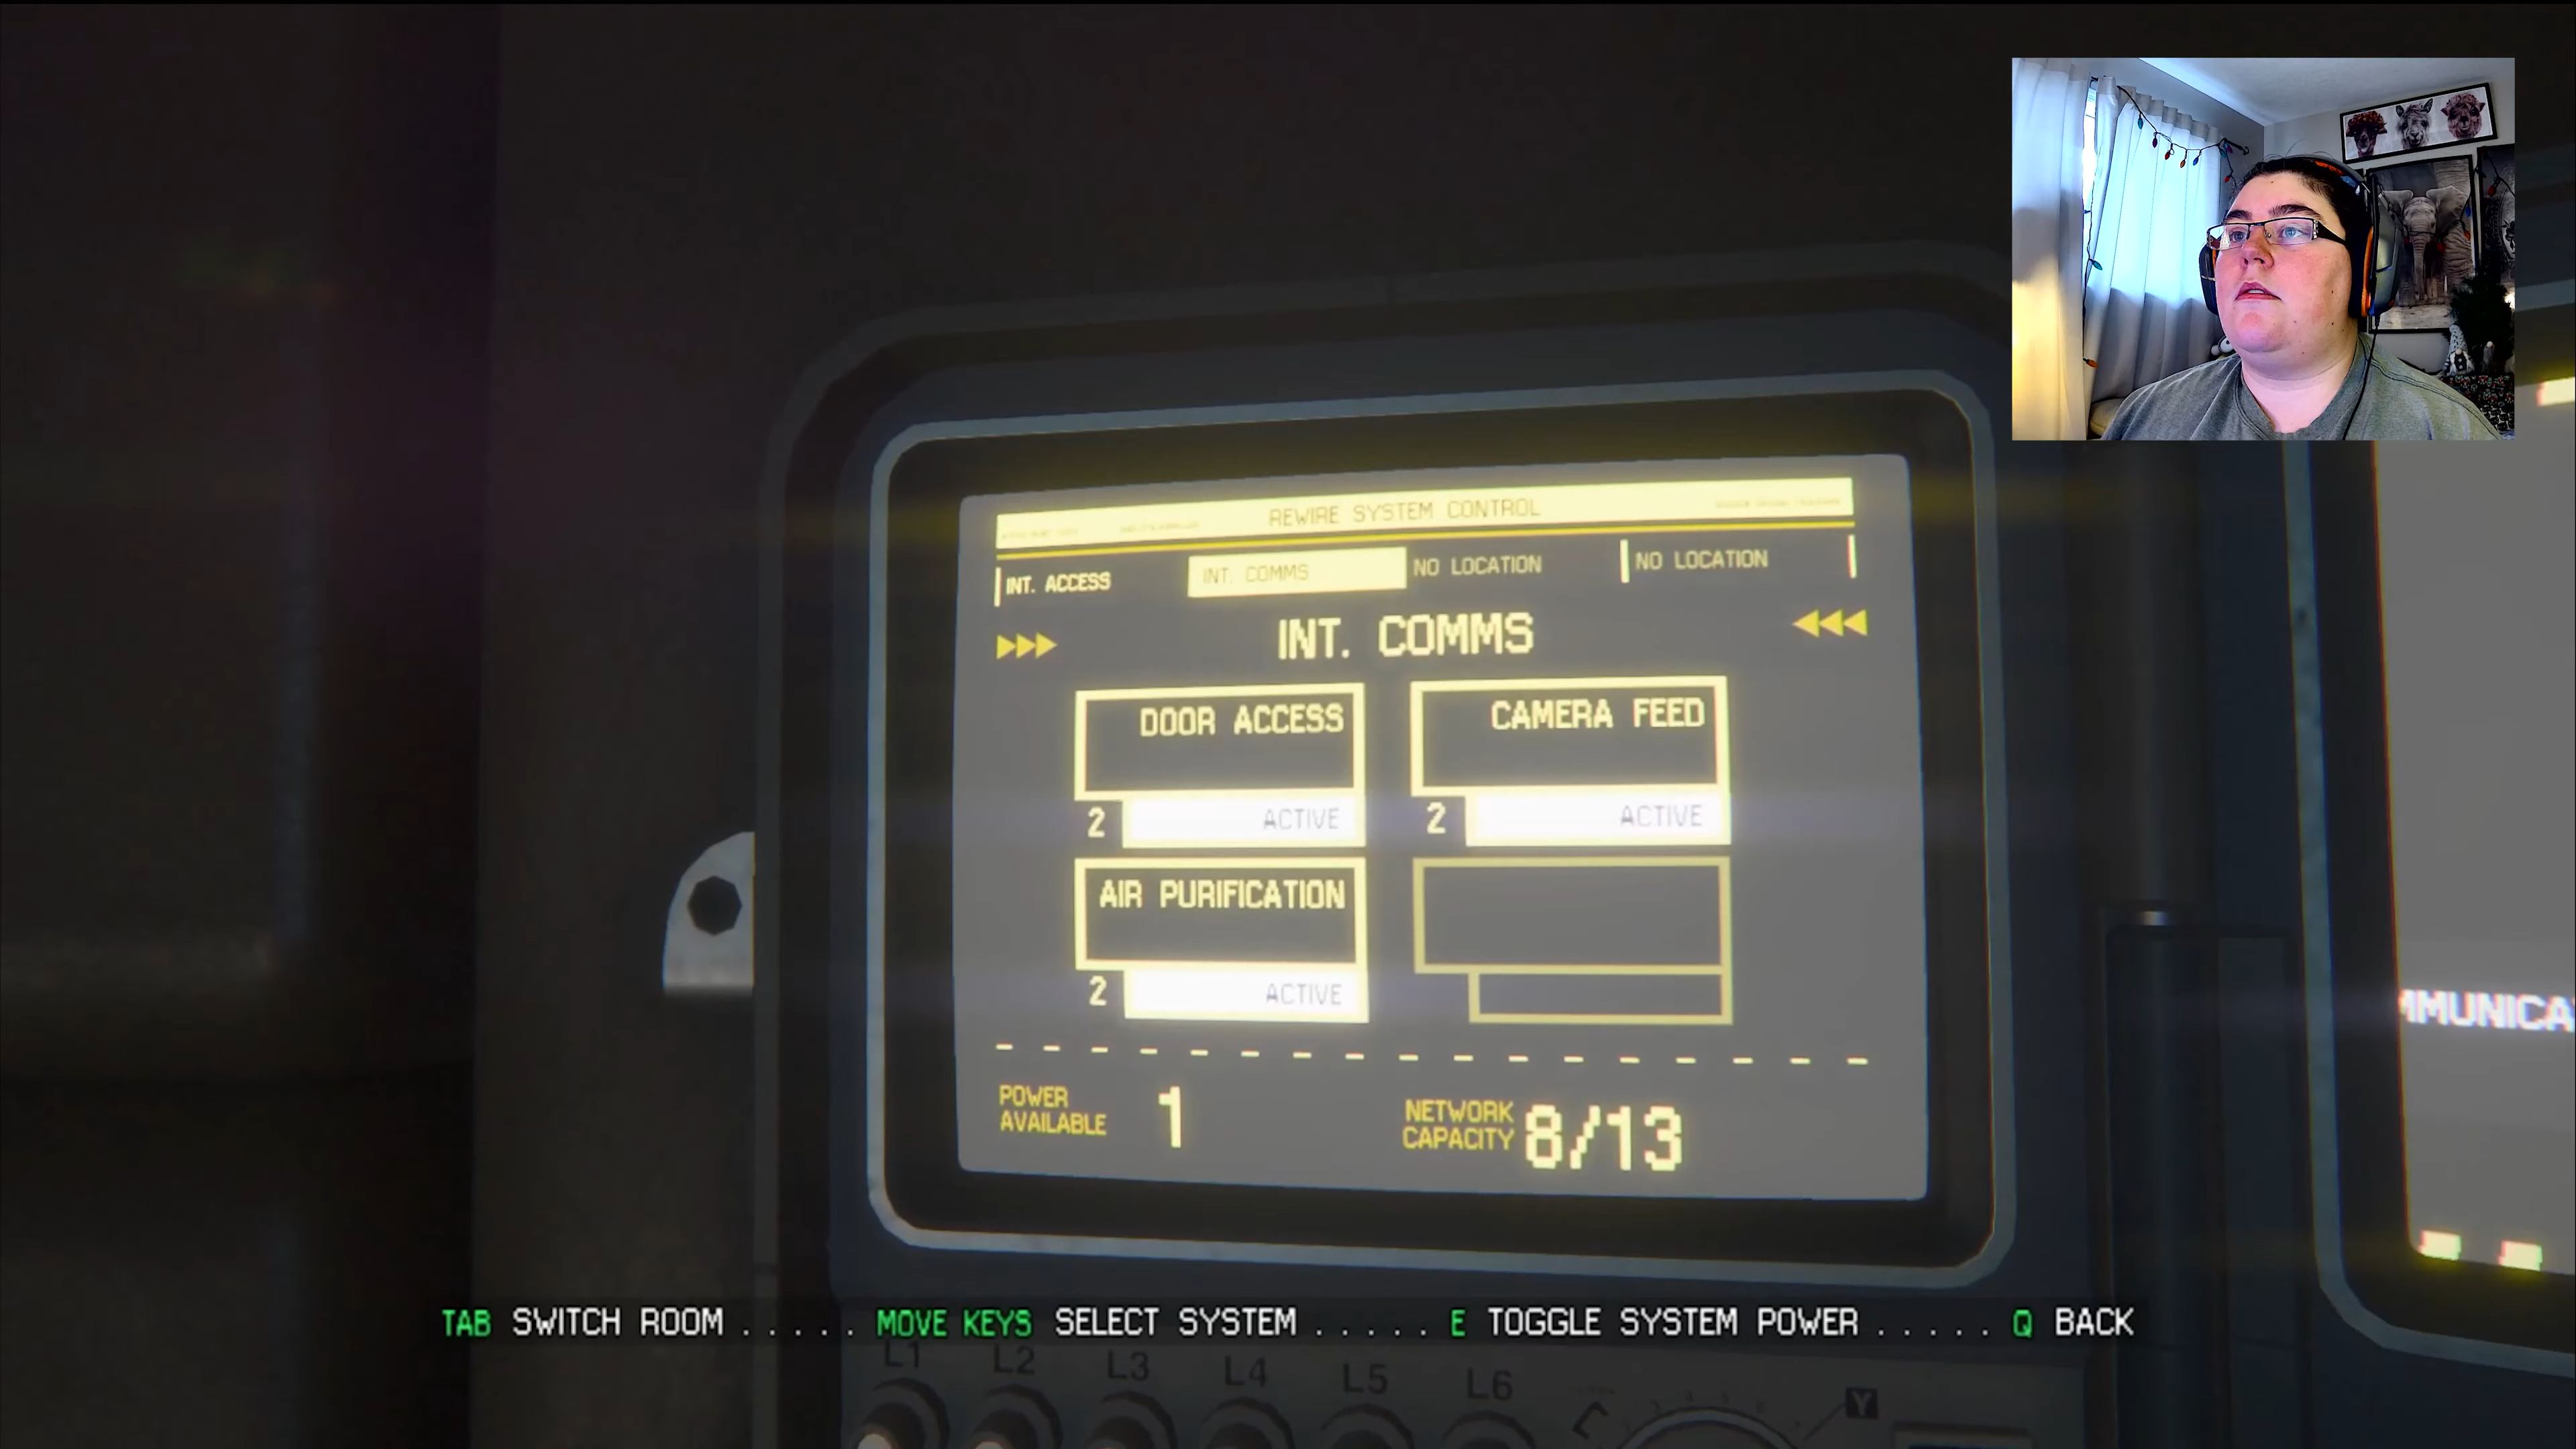 REWIRE SYSTEM CONTROL
INT. ACCESS
INT. COMMS
NO LOCATION
NO LOCATION
INT. COMMS
DOOR ACCESS
2 ACTIVE
CAMERA FEED
2 ACTIVE
AIR PURIFICATION
2 ACTIVE
POWER
AVAILABLE
1
NETWORK
CAPACITY
8/13
MMUNICA
TAB SWITCH ROOM ..... MOVE KEYS SELECT SYSTEM ..... E TOGGLE SYSTEM POWER ..... Q BACK
L1 L2 L3 L4 L5 L6
Y